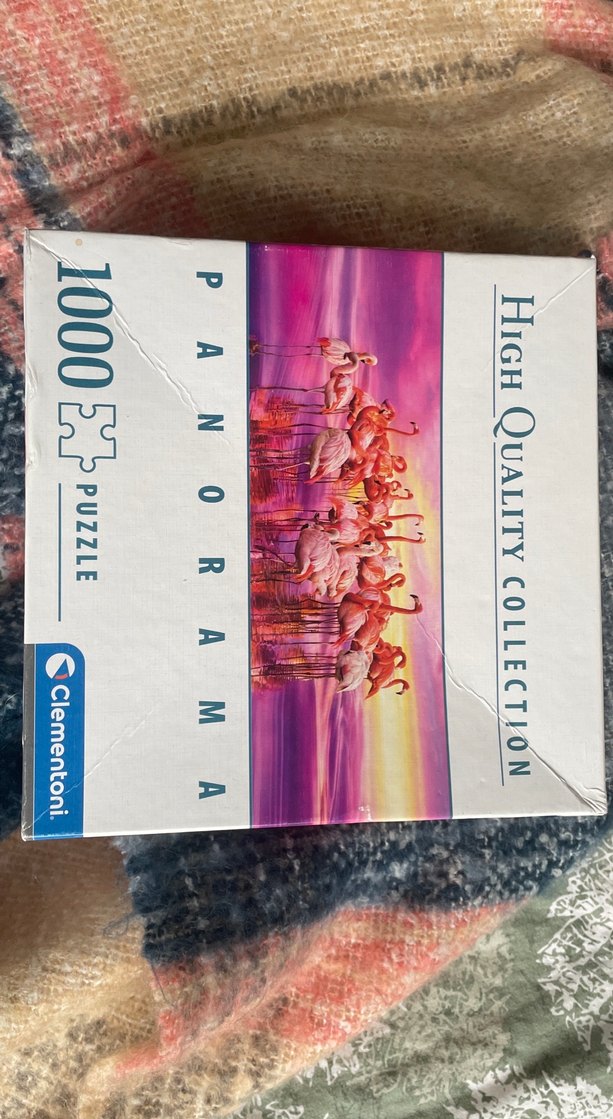 HIGH QUALITY COLLECTION
PANORAMA
1000 PUZZLE
Clementoni®